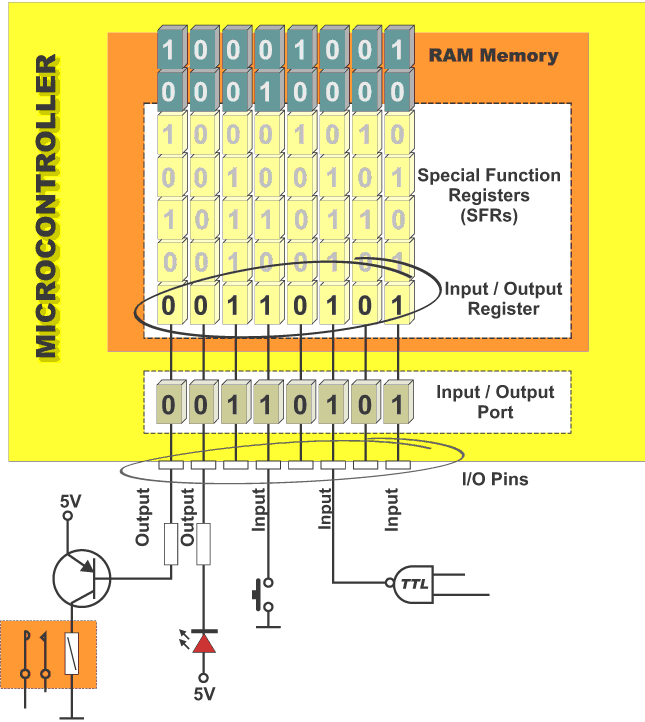 MICROCONTROLLER
1 0 0 0 1 0 0 1
RAM Memory
0 0 0 1 0 0 0 0
1 0 0 0 1 0 1 0
0 0 1 0 0 1 0 1
Special Function
Registers
(SFRs)
1 0 1 1 0 1 1 0
0 0 1 0 0 1 0 1
0 0 1 1 0 1 0 1
Input / Output
Register
0 0 1 1 0 1 0 1
Input / Output
Port
I/O Pins
Output
Output
Input
Input
Input
5V
TTL
5V